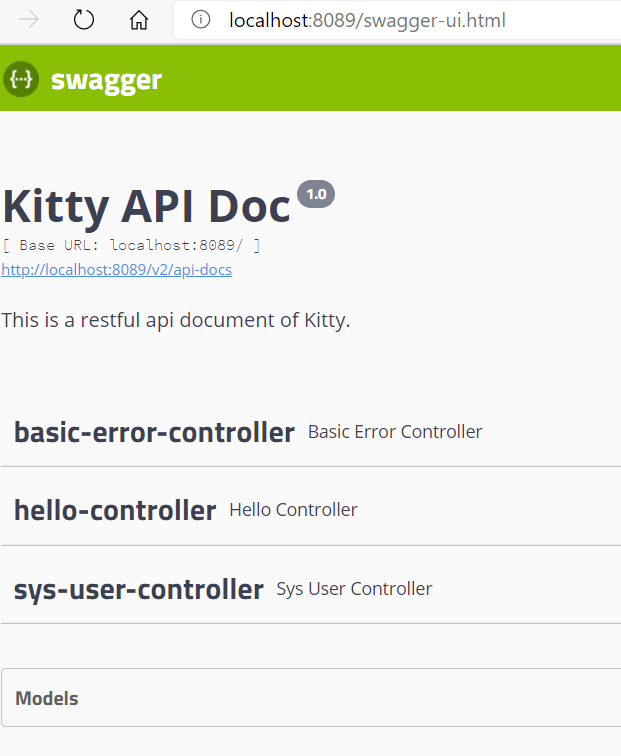 localhost:8089/swagger-ui.html
{···} swagger
Kitty API Doc 1.0
[ Base URL: localhost:8089/ ]
http://localhost:8089/v2/api-docs
This is a restful api document of Kitty.
basic-error-controller Basic Error Controller
hello-controller Hello Controller
sys-user-controller Sys User Controller
Models